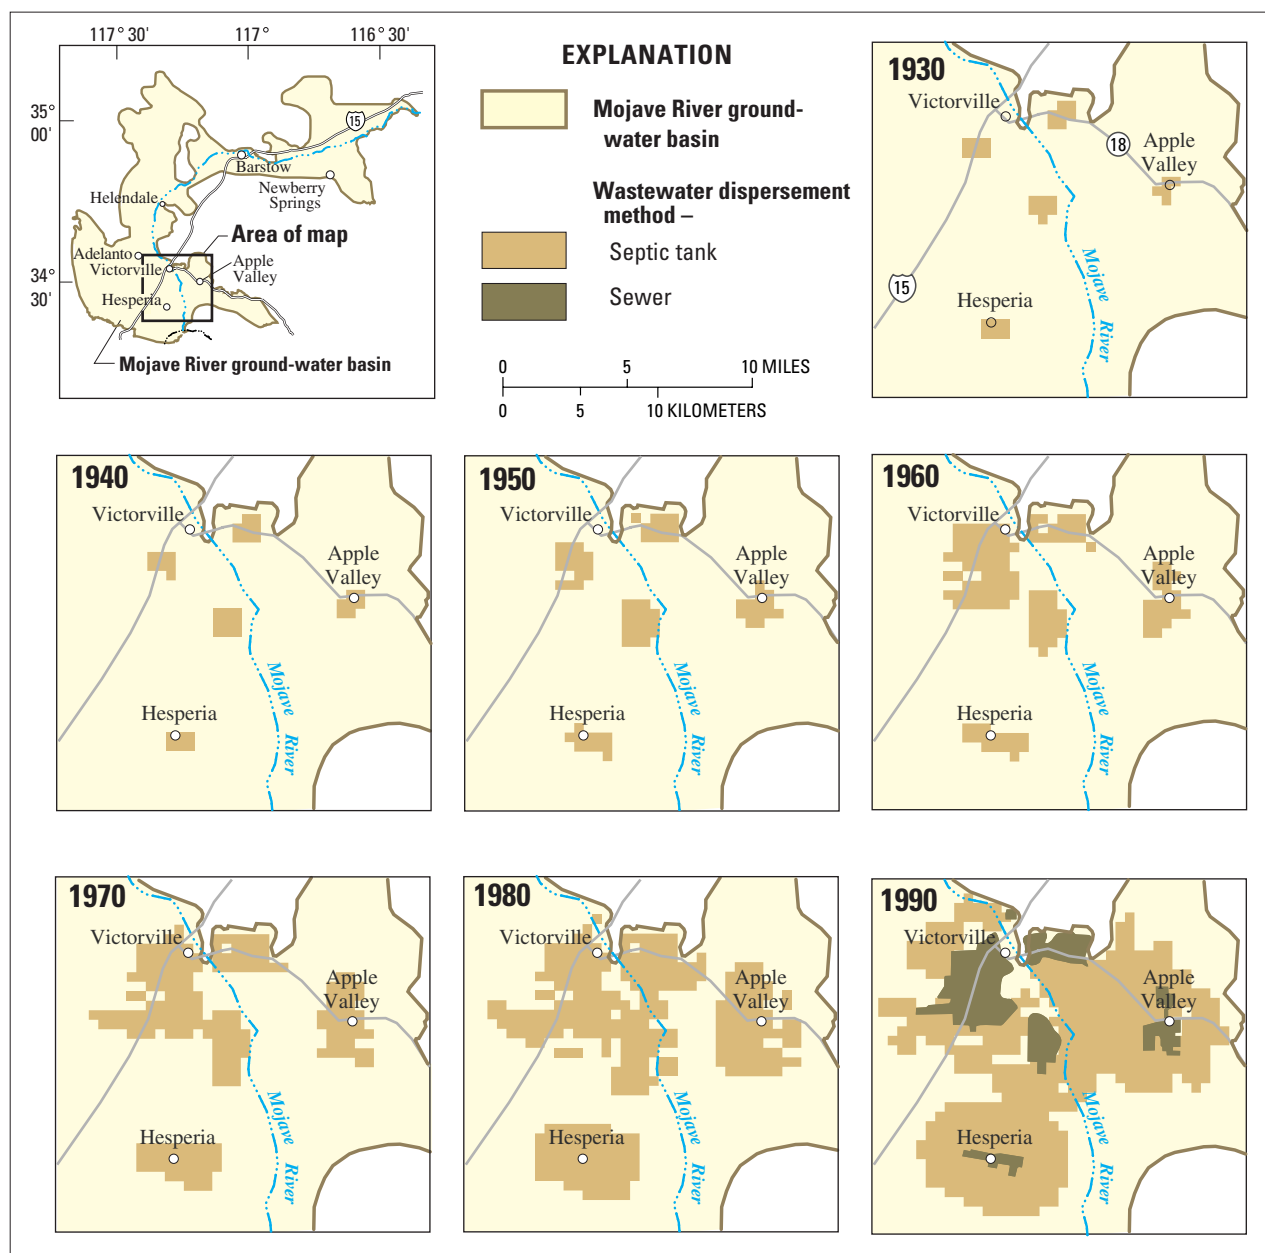 117° 30'
117°
116° 30'
35°
00'
34°
30'
15
Barstow
Newberry
Springs
Helendale
Area of map
Adelanto
Victorville
Apple
Valley
Hesperia
Mojave River ground-water basin
EXPLANATION
Mojave River ground-
water basin
Wastewater dispersement
method –
Septic tank
Sewer
0 5 10 MILES
0 5 10 KILOMETERS
1930
Victorville
18
Apple
Valley
15
Hesperia
Mojave
River
1940
Victorville
Apple
Valley
Hesperia
Mojave
River
1950
Victorville
Apple
Valley
Hesperia
Mojave
River
1960
Victorville
Apple
Valley
Hesperia
Mojave
River
1970
Victorville
Apple
Valley
Hesperia
Mojave
River
1980
Victorville
Apple
Valley
Hesperia
Mojave
River
1990
Victorville
Apple
Valley
Hesperia
Mojave
River